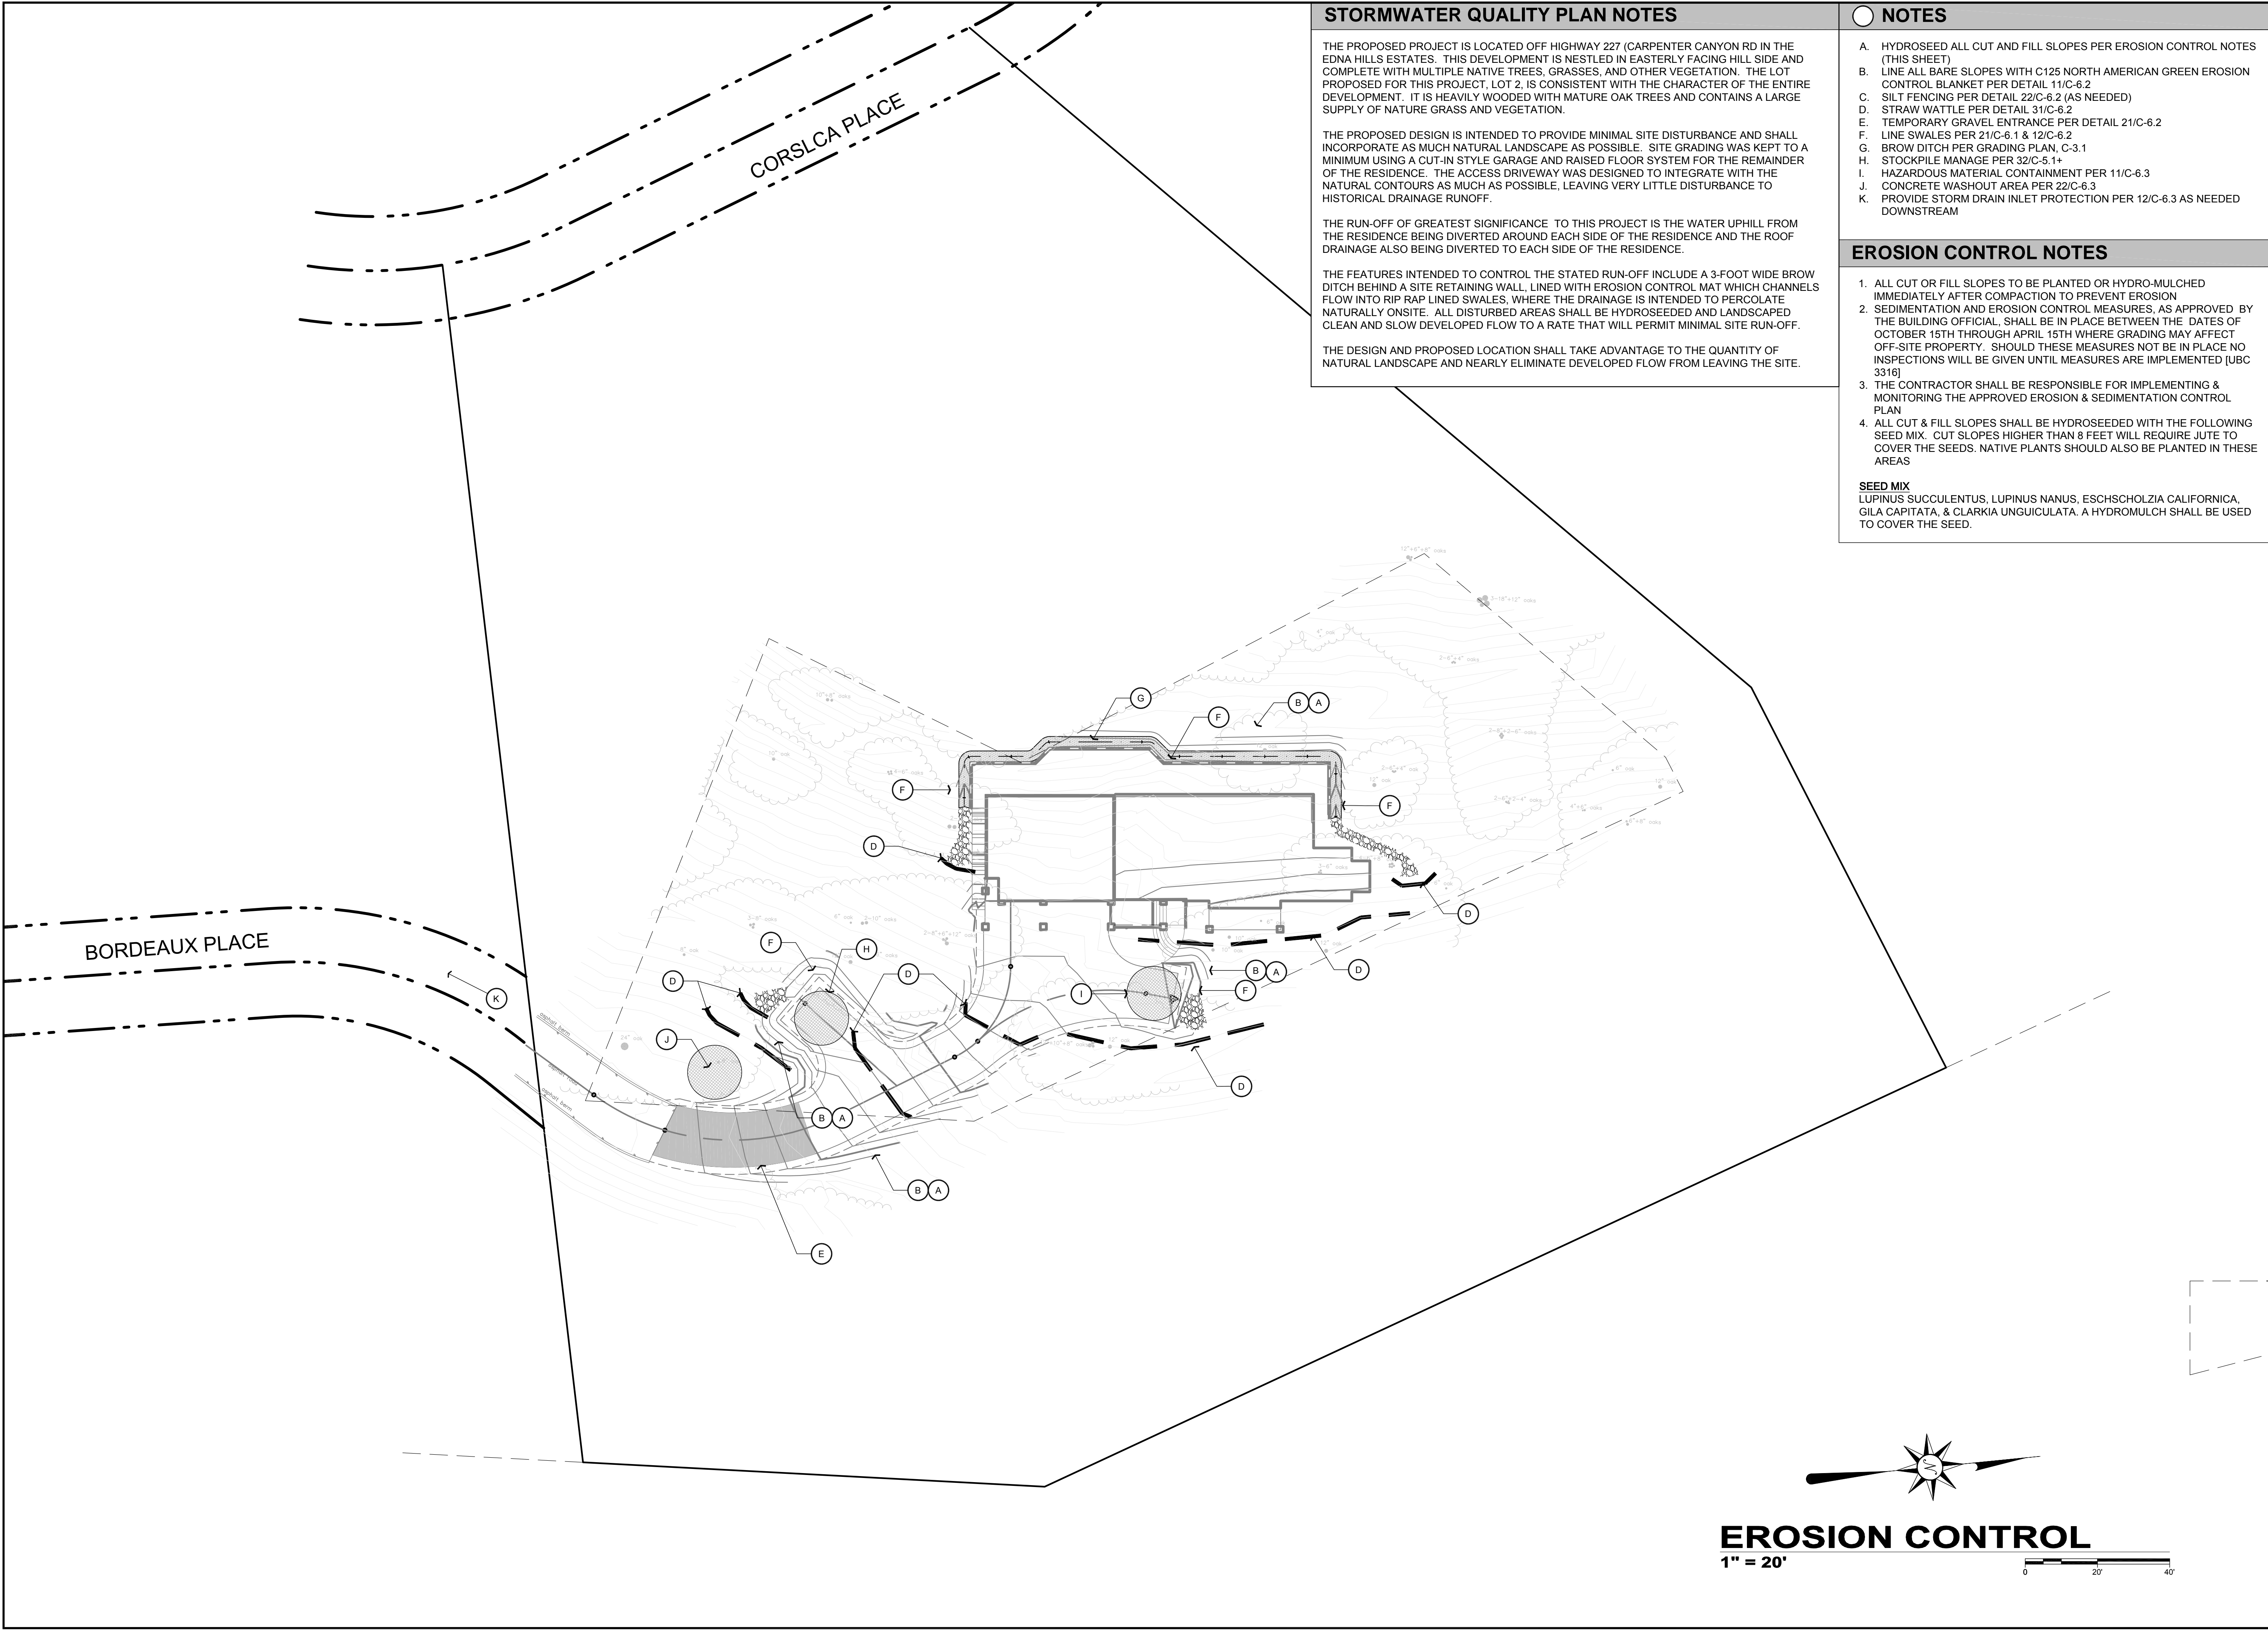 STORMWATER QUALITY PLAN NOTES
THE PROPOSED PROJECT IS LOCATED OFF HIGHWAY 227 (CARPENTER CANYON RD IN THE
EDNA HILLS ESTATES. THIS DEVELOPMENT IS NESTLED IN EASTERLY FACING HILL SIDE AND
COMPLETE WITH MULTIPLE NATIVE TREES, GRASSES, AND OTHER VEGETATION. THE LOT
PROPOSED FOR THIS PROJECT, LOT 2, IS CONSISTENT WITH THE CHARACTER OF THE ENTIRE
DEVELOPMENT. IT IS HEAVILY WOODED WITH MATURE OAK TREES AND CONTAINS A LARGE
SUPPLY OF NATURE GRASS AND VEGETATION.
THE PROPOSED DESIGN IS INTENDED TO PROVIDE MINIMAL SITE DISTURBANCE AND SHALL
INCORPORATE AS MUCH NATURAL LANDSCAPE AS POSSIBLE. SITE GRADING WAS KEPT TO A
MINIMUM USING A CUT-IN STYLE GARAGE AND RAISED FLOOR SYSTEM FOR THE REMAINDER
OF THE RESIDENCE. THE ACCESS DRIVEWAY WAS DESIGNED TO INTEGRATE WITH THE
NATURAL CONTOURS AS MUCH AS POSSIBLE, LEAVING VERY LITTLE DISTURBANCE TO
HISTORICAL DRAINAGE RUNOFF.
THE RUN-OFF OF GREATEST SIGNIFICANCE TO THIS PROJECT IS THE WATER UPHILL FROM
THE RESIDENCE BEING DIVERTED AROUND EACH SIDE OF THE RESIDENCE AND THE ROOF
DRAINAGE ALSO BEING DIVERTED TO EACH SIDE OF THE RESIDENCE.
THE FEATURES INTENDED TO CONTROL THE STATED RUN-OFF INCLUDE A 3-FOOT WIDE BROW
DITCH BEHIND A SITE RETAINING WALL, LINED WITH EROSION CONTROL MAT WHICH CHANNELS
FLOW INTO RIP RAP LINED SWALES, WHERE THE DRAINAGE IS INTENDED TO PERCOLATE
NATURALLY ONSITE. ALL DISTURBED AREAS SHALL BE HYDROSEEDED AND LANDSCAPED
CLEAN AND SLOW DEVELOPED FLOW TO A RATE THAT WILL PERMIT MINIMAL SITE RUN-OFF.
THE DESIGN AND PROPOSED LOCATION SHALL TAKE ADVANTAGE TO THE QUANTITY OF
NATURAL LANDSCAPE AND NEARLY ELIMINATE DEVELOPED FLOW FROM LEAVING THE SITE.
NOTES
A. HYDROSEED ALL CUT AND FILL SLOPES PER EROSION CONTROL NOTES
(THIS SHEET)
B. LINE ALL BARE SLOPES WITH C125 NORTH AMERICAN GREEN EROSION
CONTROL BLANKET PER DETAIL 11/C-6.2
C. SILT FENCING PER DETAIL 22/C-6.2 (AS NEEDED)
D. STRAW WATTLE PER DETAIL 31/C-6.2
E. TEMPORARY GRAVEL ENTRANCE PER DETAIL 21/C-6.2
F. LINE SWALES PER 21/C-6.1 & 12/C-6.2
G. BROW DITCH PER GRADING PLAN, C-3.1
H. STOCKPILE MANAGE PER 32/C-5.1+
I. HAZARDOUS MATERIAL CONTAINMENT PER 11/C-6.3
J. CONCRETE WASHOUT AREA PER 22/C-6.3
K. PROVIDE STORM DRAIN INLET PROTECTION PER 12/C-6.3 AS NEEDED
DOWNSTREAM
EROSION CONTROL NOTES
1. ALL CUT OR FILL SLOPES TO BE PLANTED OR HYDRO-MULCHED
IMMEDIATELY AFTER COMPACTION TO PREVENT EROSION
2. SEDIMENTATION AND EROSION CONTROL MEASURES, AS APPROVED BY
THE BUILDING OFFICIAL, SHALL BE IN PLACE BETWEEN THE DATES OF
OCTOBER 15TH THROUGH APRIL 15TH WHERE GRADING MAY AFFECT
OFF-SITE PROPERTY. SHOULD THESE MEASURES NOT BE IN PLACE NO
INSPECTIONS WILL BE GIVEN UNTIL MEASURES ARE IMPLEMENTED [UBC
3316]
3. THE CONTRACTOR SHALL BE RESPONSIBLE FOR IMPLEMENTING &
MONITORING THE APPROVED EROSION & SEDIMENTATION CONTROL
PLAN
4. ALL CUT & FILL SLOPES SHALL BE HYDROSEEDED WITH THE FOLLOWING
SEED MIX. CUT SLOPES HIGHER THAN 8 FEET WILL REQUIRE JUTE TO
COVER THE SEEDS. NATIVE PLANTS SHOULD ALSO BE PLANTED IN THESE
AREAS
SEED MIX
LUPINUS SUCCULENTUS, LUPINUS NANUS, ESCHSCHOLZIA CALIFORNICA,
GILA CAPITATA, & CLARKIA UNGUICULATA. A HYDROMULCH SHALL BE USED
TO COVER THE SEED.
CORSLCA PLACE
12"+6"+8" oaks
2-18"+12" oaks
4" oak
2-6"+4" oaks
10"+8" oaks
G
B A
F
10" oak
4-6" oaks
F
F
D
D
BORDEAUX PLACE
F
H
D
D
D
B A
F
I
K
J
D
asphalt berm
asphalt berm
B A
B A
E
EROSION CONTROL
1" = 20'
0 20' 40'